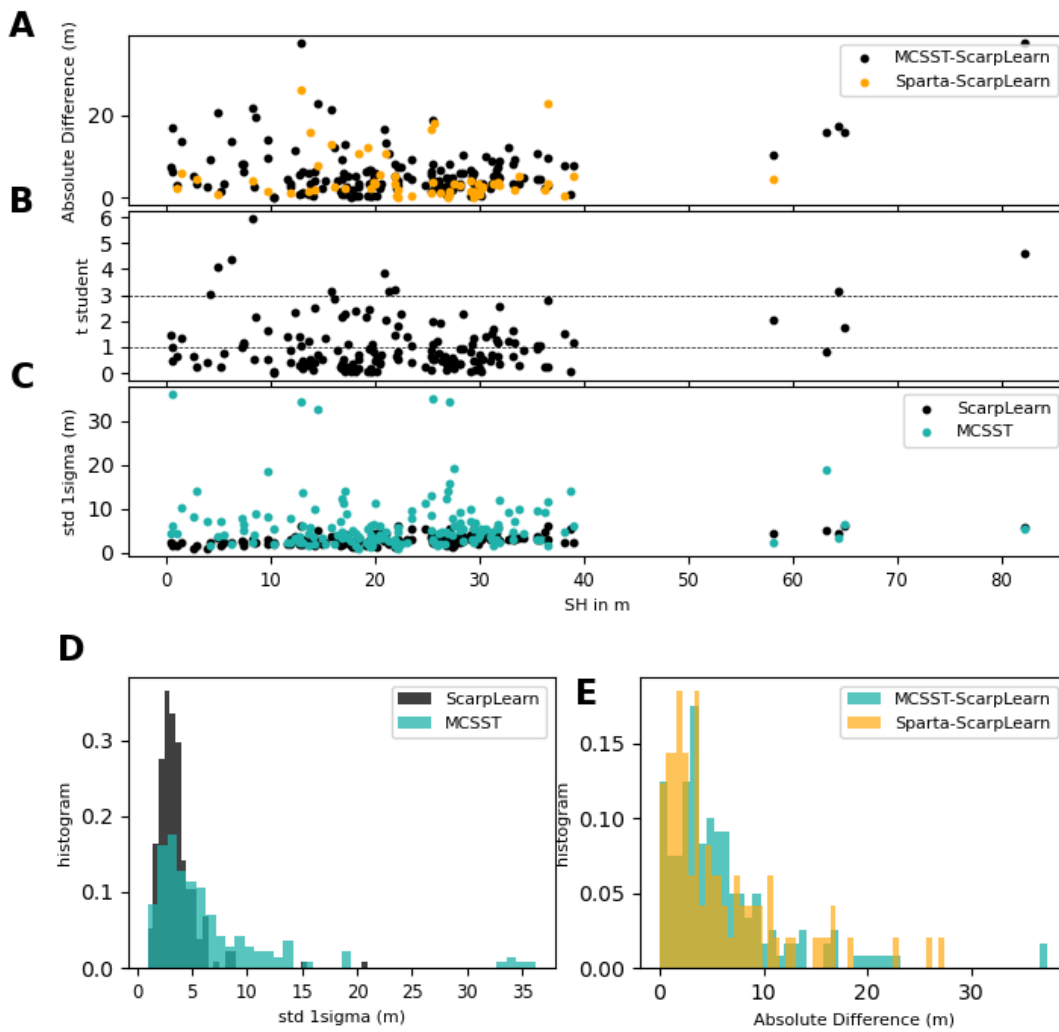 A
Absolute Difference (m)
20
0
MCSST-ScarpLearn
Sparta-ScarpLearn
B
t student
6
5
4
3
2
1
0
C
std 1sigma (m)
30
20
10
0
ScarpLearn
MCSST
0 10 20 30 40 50 60 70 80
SH in m
D
histogram
0.3
0.2
0.1
0.0
ScarpLearn
MCSST
0 5 10 15 20 25 30 35
std 1sigma (m)
E
histogram
0.15
0.10
0.05
0.00
MCSST-ScarpLearn
Sparta-ScarpLearn
0 10 20 30
Absolute Difference (m)